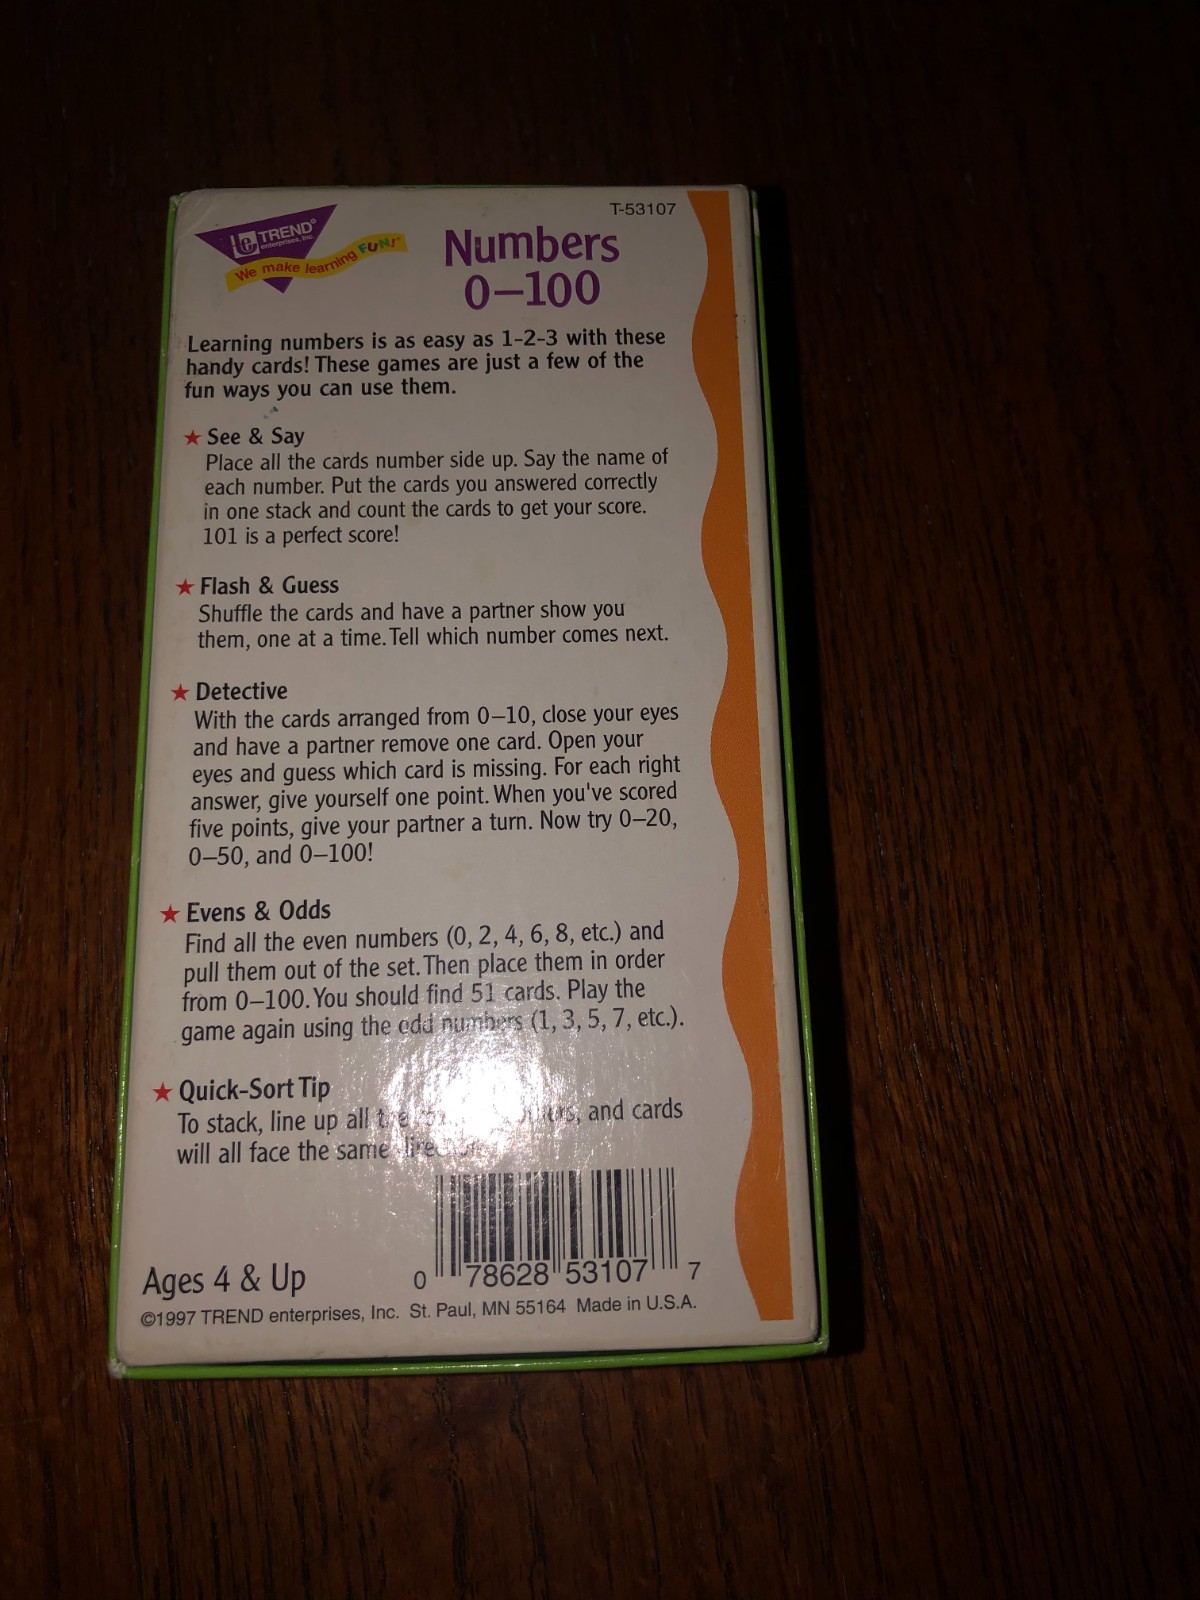 T-53107
TREND®
enterprises, Inc.
We make learning FUN!
Numbers
0–100
Learning numbers is as easy as 1-2-3 with these
handy cards! These games are just a few of the
fun ways you can use them.
★ See & Say
Place all the cards number side up. Say the name of
each number. Put the cards you answered correctly
in one stack and count the cards to get your score.
101 is a perfect score!
★ Flash & Guess
Shuffle the cards and have a partner show you
them, one at a time. Tell which number comes next.
★ Detective
With the cards arranged from 0–10, close your eyes
and have a partner remove one card. Open your
eyes and guess which card is missing. For each right
answer, give yourself one point. When you've scored
five points, give your partner a turn. Now try 0–20,
0–50, and 0–100!
★ Evens & Odds
Find all the even numbers (0, 2, 4, 6, 8, etc.) and
pull them out of the set. Then place them in order
from 0–100. You should find 51 cards. Play the
game again using the odd numbers (1, 3, 5, 7, etc.).
★ Quick-Sort Tip
To stack, line up all the and cards
will all face the same direction.
0 78628 53107 7
Ages 4 & Up
©1997 TREND enterprises, Inc. St. Paul, MN 55164 Made in U.S.A.